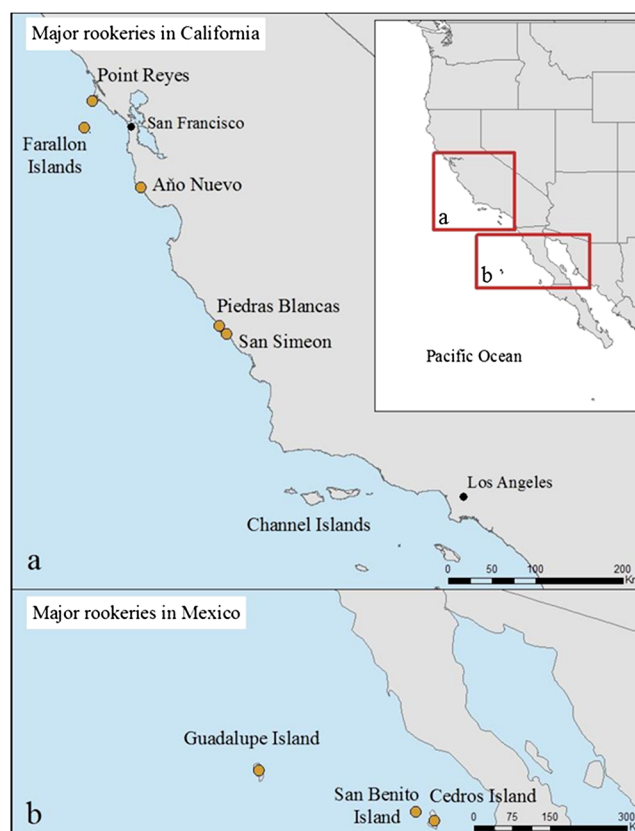 Major rookeries in California
Point Reyes
San Francisco
Farallon
Islands
Aňo Nuevo
Piedras Blancas
San Simeon
Los Angeles
Channel Islands
0 50 100 200
Km
a
a
b
Pacific Ocean
Major rookeries in Mexico
Guadalupe Island
San Benito
Island
Cedros Island
0 75 150 300
b